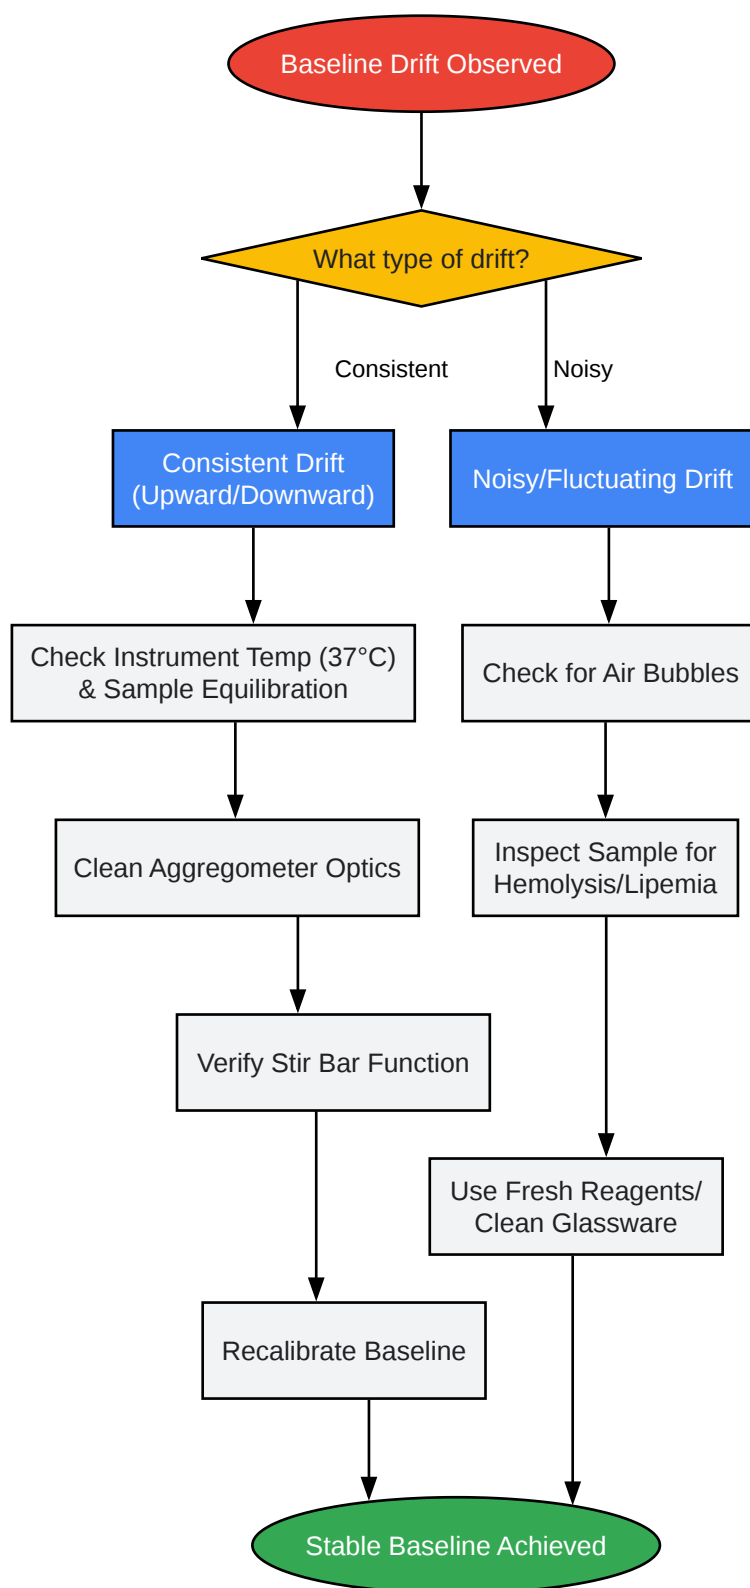 Baseline Drift Observed
What type of drift?
Consistent
Noisy
Consistent Drift
(Upward/Downward)
Noisy/Fluctuating Drift
Check Instrument Temp (37°C)
& Sample Equilibration
Check for Air Bubbles
Clean Aggregometer Optics
Inspect Sample for
Hemolysis/Lipemia
Verify Stir Bar Function
Use Fresh Reagents/
Clean Glassware
Recalibrate Baseline
Stable Baseline Achieved